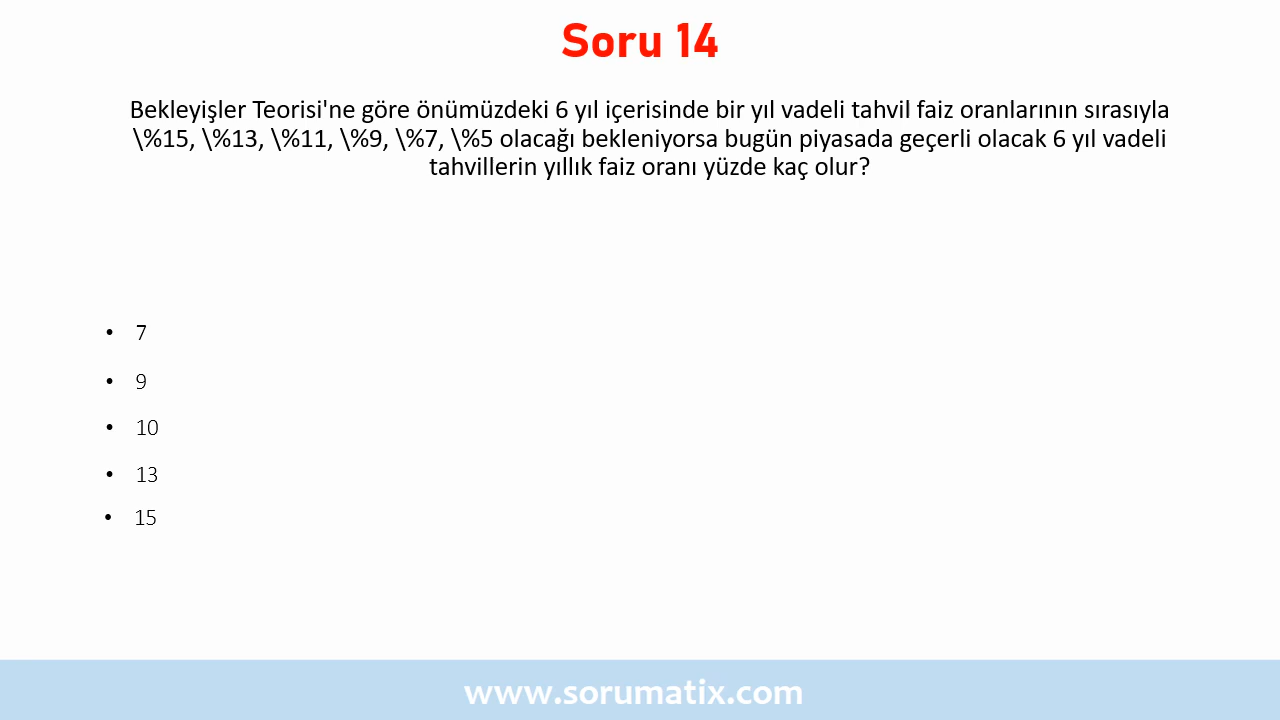 Soru 14
Bekleyişler Teorisi'ne göre önümüzdeki 6 yıl içerisinde bir yıl vadeli tahvil faiz oranlarının sırasıyla
\%15, \%13, \%11, \%9, \%7, \%5 olacağı bekleniyorsa bugün piyasada geçerli olacak 6 yıl vadeli
tahvillerin yıllık faiz oranı yüzde kaç olur?
• 7
• 9
• 10
• 13
• 15
www.sorumatix.com